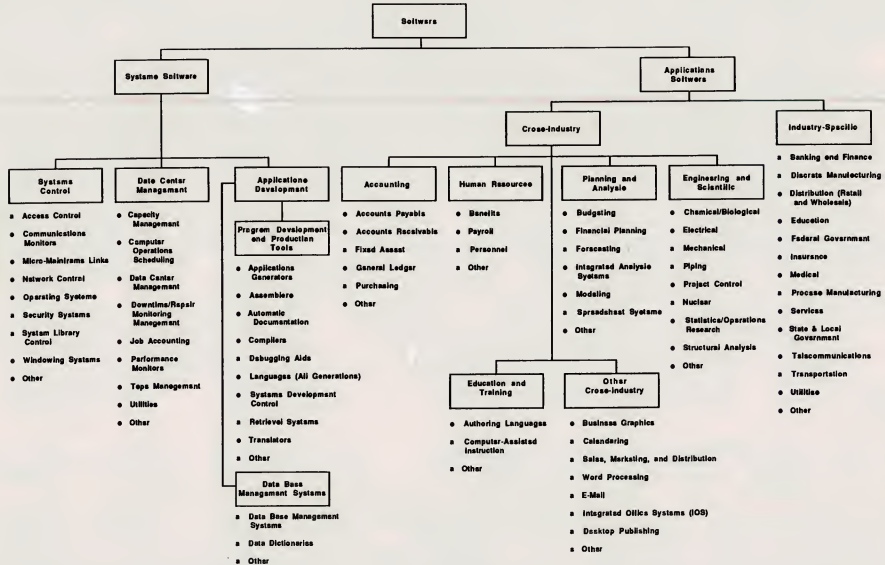 Software
Systems Software
Applications
Software
Cross-Industry
Industry-Specific
● Banking and Finance
● Discrete Manufacturing
● Distribution (Retail
and Wholesale)
● Education
● Federal Government
● Insurance
● Medical
● Process Manufacturing
● Services
● State & Local
Government
● Telecommunications
● Transportation
● Utilities
● Other
Systems
Control
● Access Control
● Communications
Monitors
● Micro-Mainframe Links
● Network Control
● Operating Systems
● Security Systems
● System Library
Control
● Windowing Systems
● Other
Data Center
Management
● Capacity
Management
● Computer
Operations
Scheduling
● Data Center
Management
● Downtime/Repair
Monitoring
Management
● Job Accounting
● Performance
Monitors
● Tape Management
● Utilities
● Other
Applications
Development
Program Development
and Production
Tools
● Applications
Generators
● Assemblers
● Automatic
Documentation
● Compilers
● Debugging Aids
● Languages (All Generations)
● Systems Development
Control
● Retrieval Systems
● Translators
● Other
Data Base
Management Systems
● Data Base Management
Systems
● Data Dictionaries
● Other
Accounting
● Accounts Payable
● Accounts Receivable
● Fixed Assest
● General Ledger
● Purchasing
● Other
Human Resources
● Benefits
● Payroll
● Personnel
● Other
Planning and
Analysis
● Budgeting
● Financial Planning
● Forecasting
● Integrated Analysis
Systems
● Modeling
● Spreadsheet Systems
● Other
Engineering and
Scientific
● Chemical/Biological
● Electrical
● Mechanical
● Piping
● Project Control
● Nuclear
● Statistics/Operations
Research
● Structural Analysis
● Other
Education and
Training
● Authoring Languages
● Computer-Assisted
Instruction
● Other
Other
Cross-Industry
● Business Graphics
● Calendaring
● Sales, Marketing, and Distribution
● Word Processing
● E-Mail
● Integrated Office Systems (IOS)
● Desktop Publishing
● Other